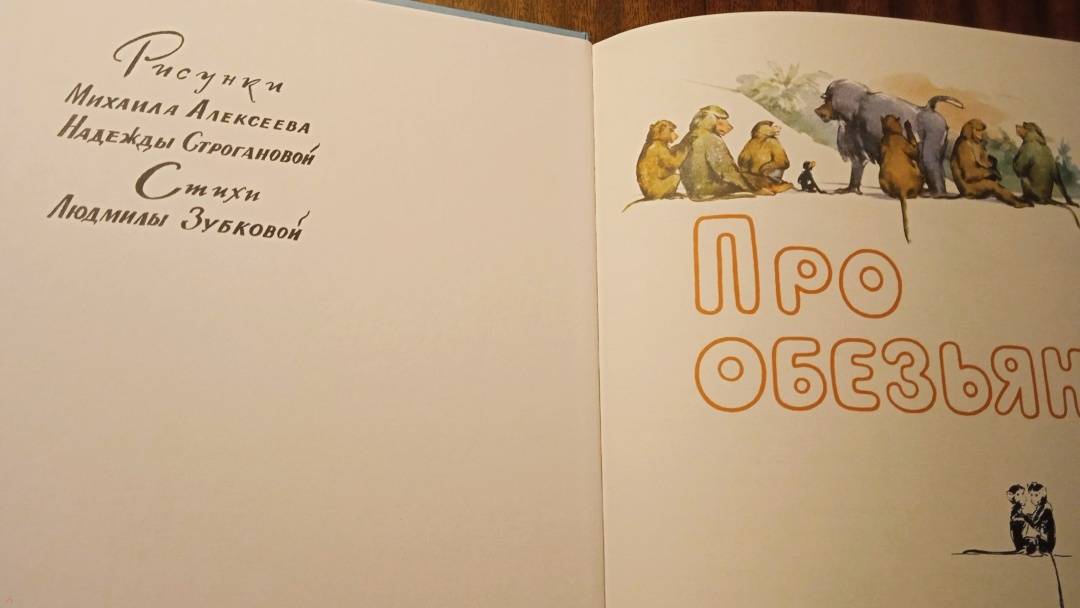 Рисунки
Михаила Алексеева
Надежды Строгановой
Стихи
Людмилы Зубковой
Про
обезьян